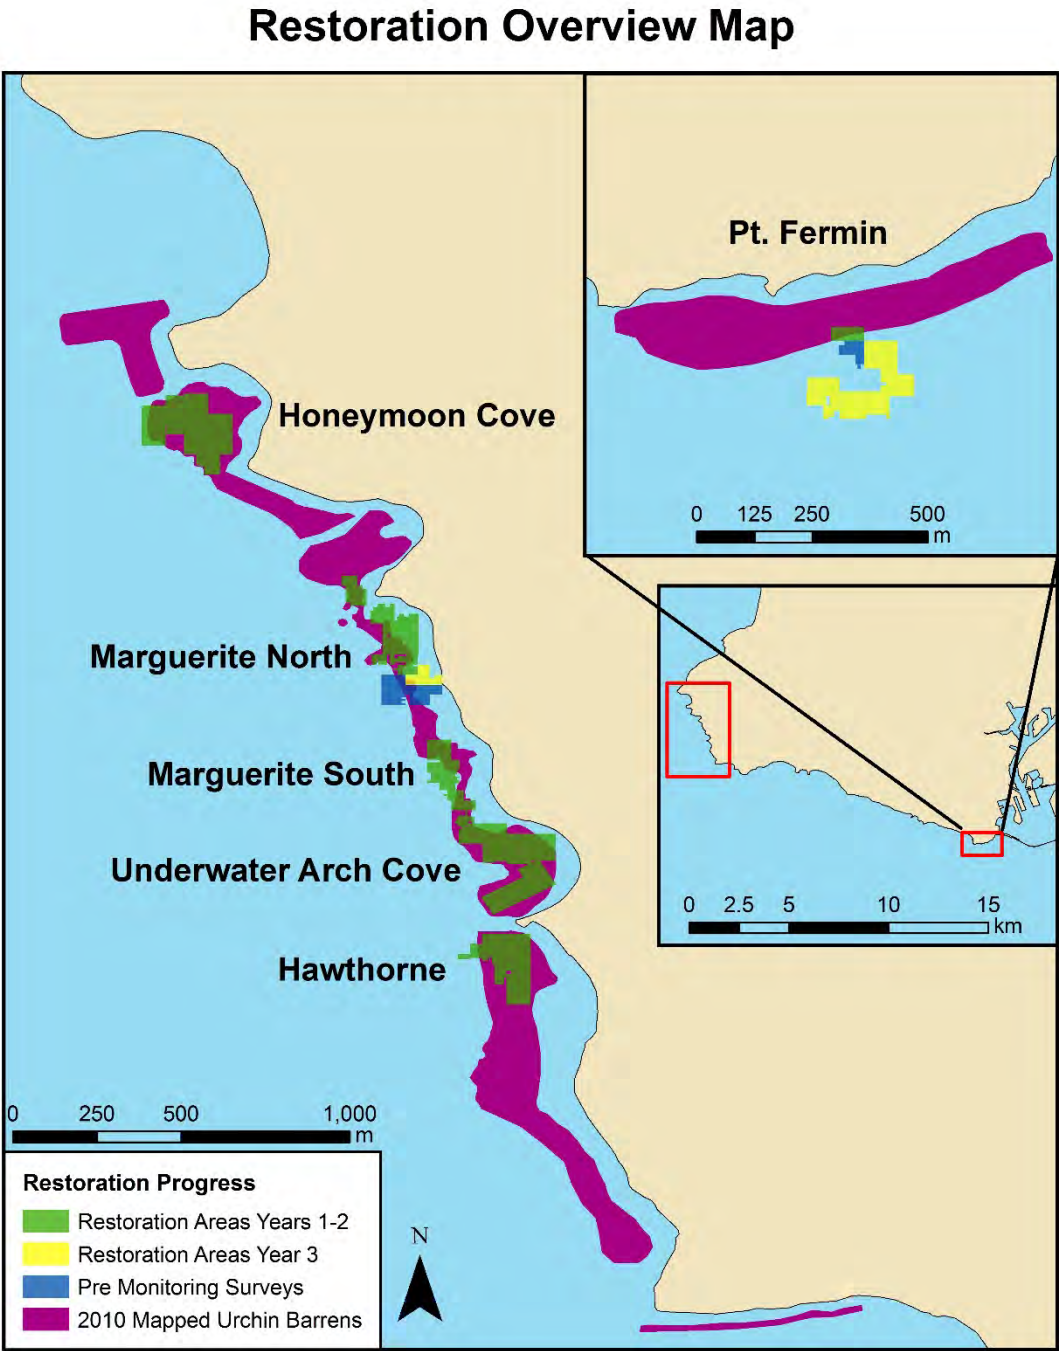 Restoration Overview Map
Pt. Fermin
0 125 250 500
m
Honeymoon Cove
Marguerite North
Marguerite South
Underwater Arch Cove
Hawthorne
0 2.5 5 10 15
km
0 250 500 1,000
m
N
Restoration Progress
Restoration Areas Years 1-2
Restoration Areas Year 3
Pre Monitoring Surveys
2010 Mapped Urchin Barrens